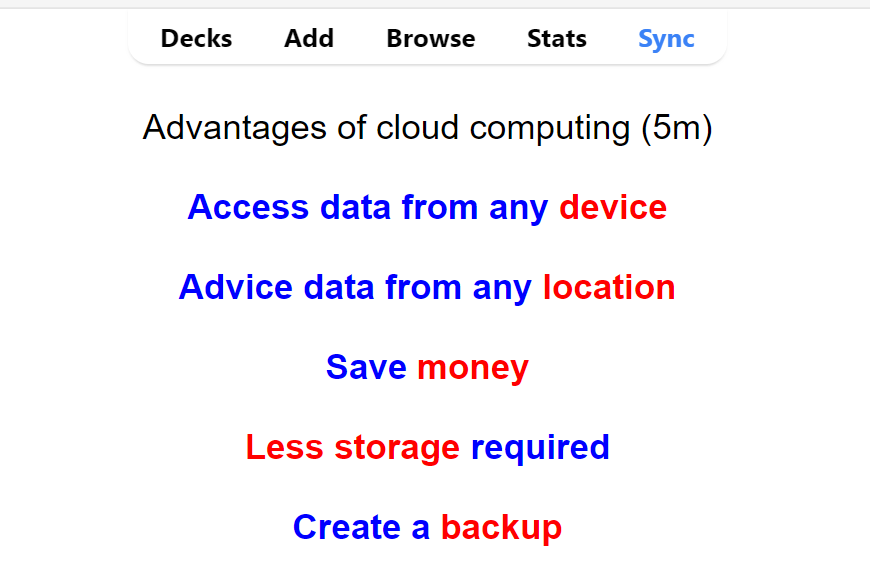 Decks Add Browse Stats Sync
Advantages of cloud computing (5m)
Access data from any device
Advice data from any location
Save money
Less storage required
Create a backup